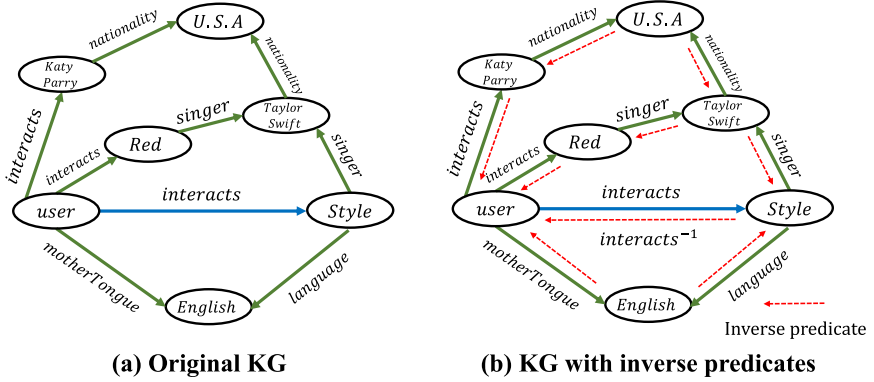 nationality
U.S.A
Katy
Parry
nationality
interacts
singer
Taylor
Swift
interacts
Red
singer
user
interacts
Style
motherTongue
language
English
(a) Original KG
nationality
U.S.A
Katy
Parry
nationality
interacts
singer
Taylor
Swift
interacts
Red
singer
user
interacts
Style
interacts⁻¹
motherTongue
language
English
Inverse predicate
(b) KG with inverse predicates